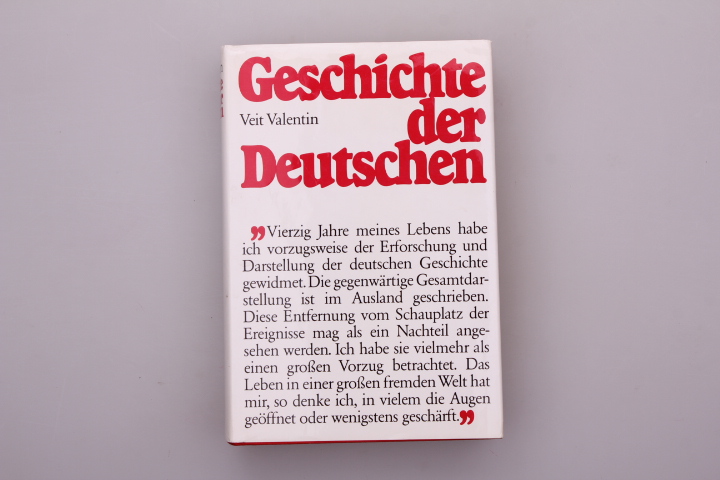 Geschichte
Veit Valentin
der
Deutschen
„Vierzig Jahre meines Lebens habe
ich vorzugsweise der Erforschung und
Darstellung der deutschen Geschichte
gewidmet. Die gegenwärtige Gesamtdar-
stellung ist im Ausland geschrieben.
Diese Entfernung vom Schauplatz der
Ereignisse mag als ein Nachteil ange-
sehen werden. Ich habe sie vielmehr als
einen großen Vorzug betrachtet. Das
Leben in einer großen fremden Welt hat
mir, so denke ich, in vielem die Augen
geöffnet oder wenigstens geschärft.”